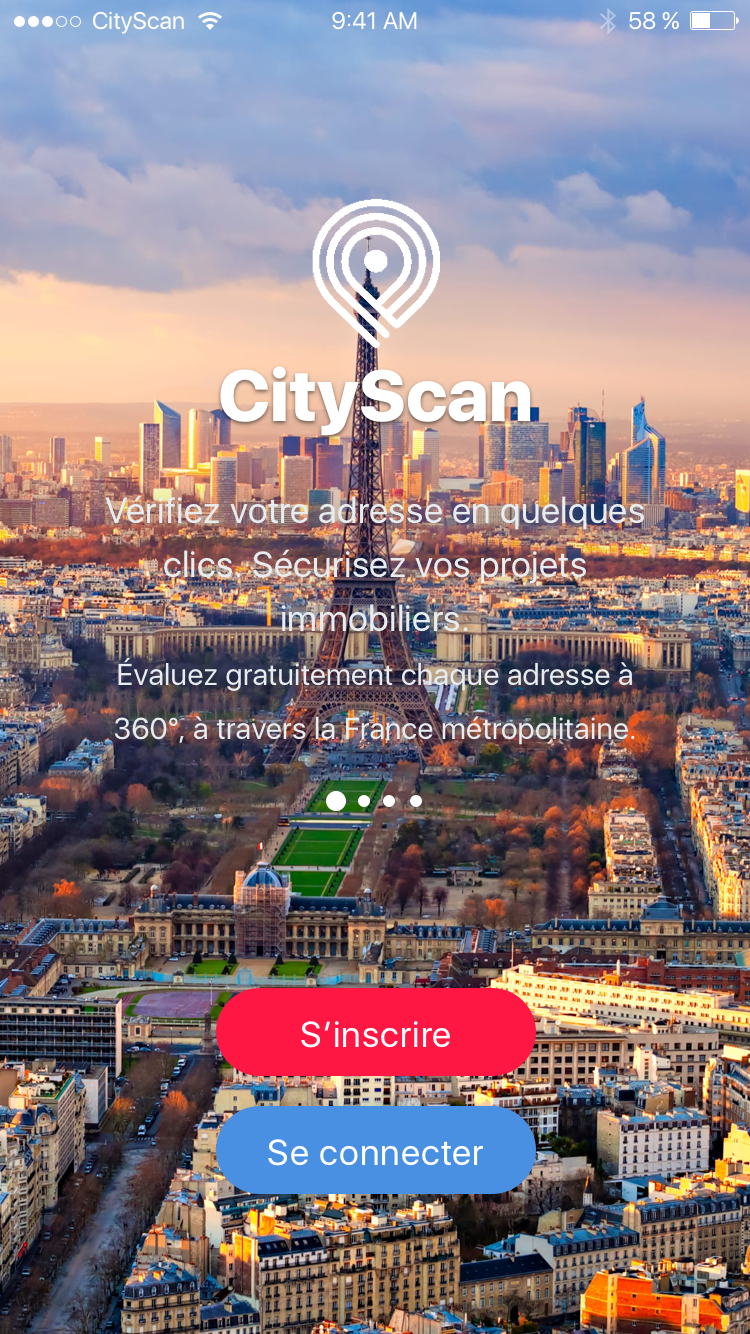 CityScan 9:41 AM 58 %
CityScan
Vérifiez votre adresse en quelques
clics. Sécurisez vos projets
immobiliers.
Évaluez gratuitement chaque adresse à
360°, à travers la France métropolitaine.
S’inscrire
Se connecter